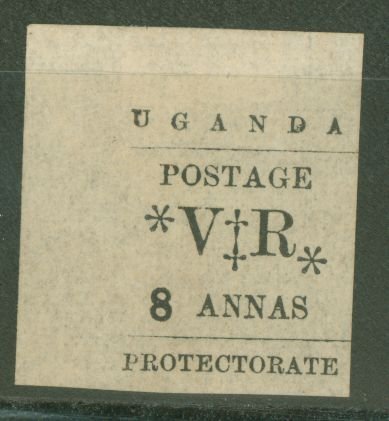 UGANDA
POSTAGE
*V‡R*
8 ANNAS
PROTECTORATE